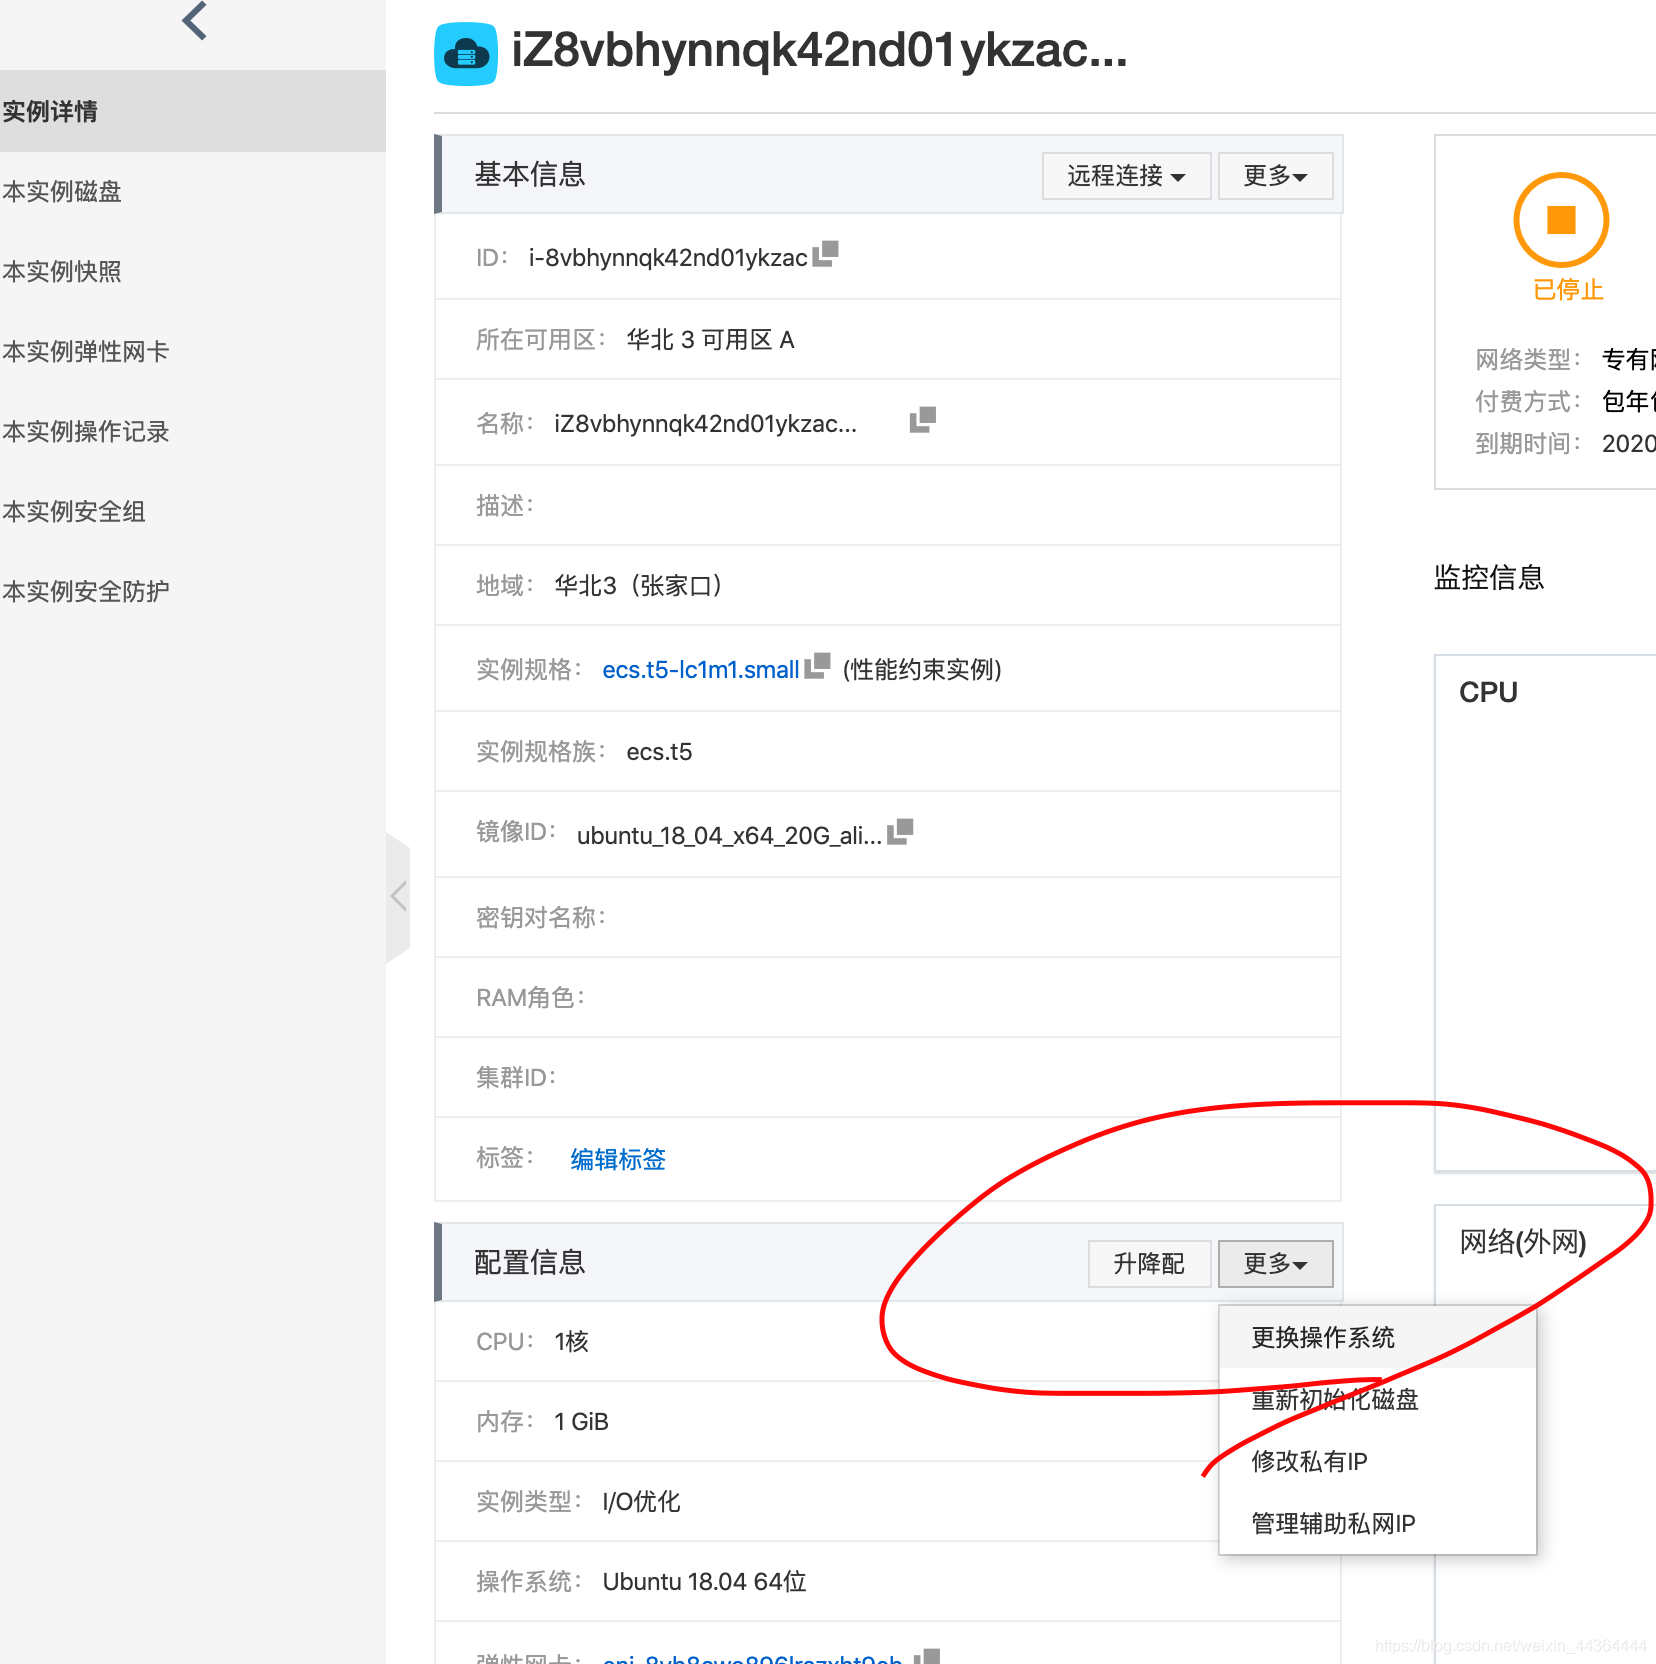 iZ8vbhynnqk42nd01ykzac...
实例详情
本实例磁盘
本实例快照
本实例弹性网卡
本实例操作记录
本实例安全组
本实例安全防护
基本信息
远程连接
更多
ID： i-8vbhynnqk42nd01ykzac
所在可用区： 华北 3 可用区 A
名称： iZ8vbhynnqk42nd01ykzac...
描述：
地域： 华北3（张家口）
实例规格： ecs.t5-lc1m1.small (性能约束实例)
实例规格族： ecs.t5
镜像ID： ubuntu_18_04_x64_20G_ali...
密钥对名称：
RAM角色：
集群ID：
标签： 编辑标签
配置信息
升降配
更多
更换操作系统
重新初始化磁盘
修改私有IP
管理辅助私网IP
CPU： 1核
内存： 1 GiB
实例类型： I/O优化
操作系统： Ubuntu 18.04 64位
弹性网卡：
已停止
网络类型： 专有
付费方式： 包年
到期时间： 2020
监控信息
CPU
网络(外网)
https://blog.csdn.net/weixin_44364444